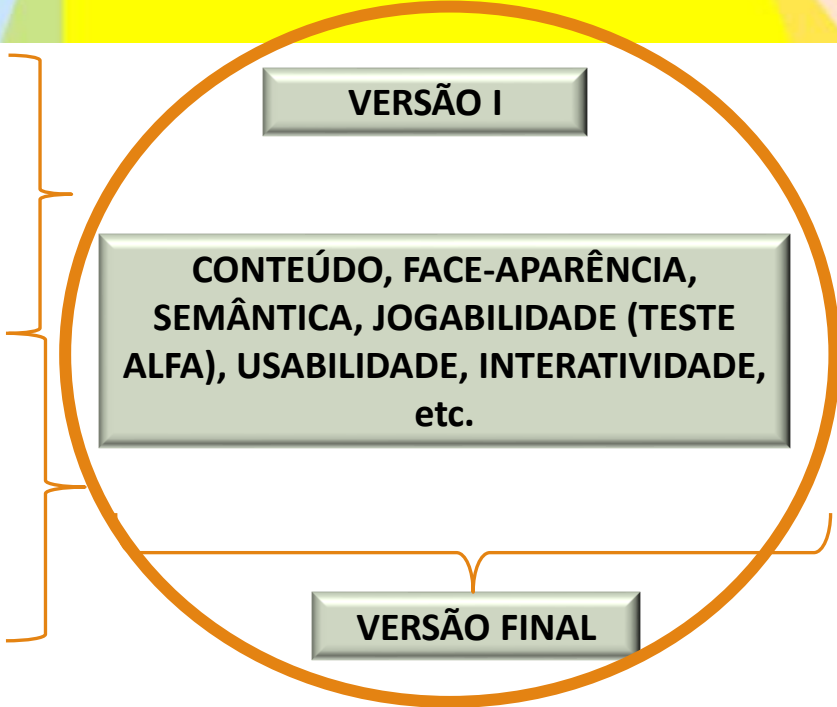 VERSÃO I
CONTEÚDO, FACE-APARÊNCIA,
SEMÂNTICA, JOGABILIDADE (TESTE
ALFA), USABILIDADE, INTERATIVIDADE,
etc.
VERSÃO FINAL